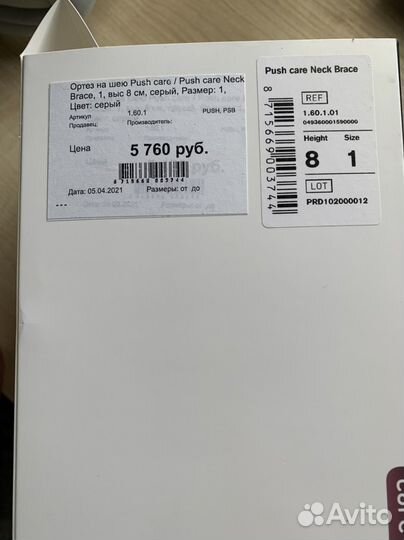 Ортез на шею Push care / Push care Neck
Brace, 1, выс 8 см, серый, Размер: 1,
Цвет: серый
Артикул 1.60.1 PUSH, PSB
Продавец: Производитель:
Цена 5 760 руб.
8 715669 003744
Дата: 05.04.2021 Размеры: от до
---
Push care Neck Brace
8 715669 003744
REF
1.60.1.01
049360001590000
Height Size
8 1
LOT
PRD102000012
care
Avito